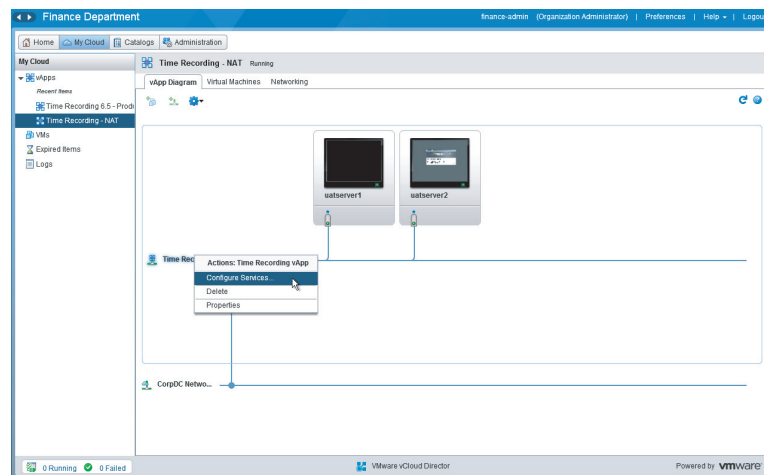 Finance Department
finance-admin (Organization Administrator) | Preferences | Help | Logou
Home My Cloud Catalogs Administration
My Cloud
Time Recording - NAT Running
vApps
vApp Diagram Virtual Machines Networking
Recent Items
Time Recording 6.5 - Prod
Time Recording - NAT
VMs
Expired Items
Logs
uatserver1
uatserver2
Time Rec
Actions: Time Recording vApp
Configure Services...
Delete
Properties
CorpDC Netwo...
0 Running 0 Failed
VMware vCloud Director
Powered by vmware